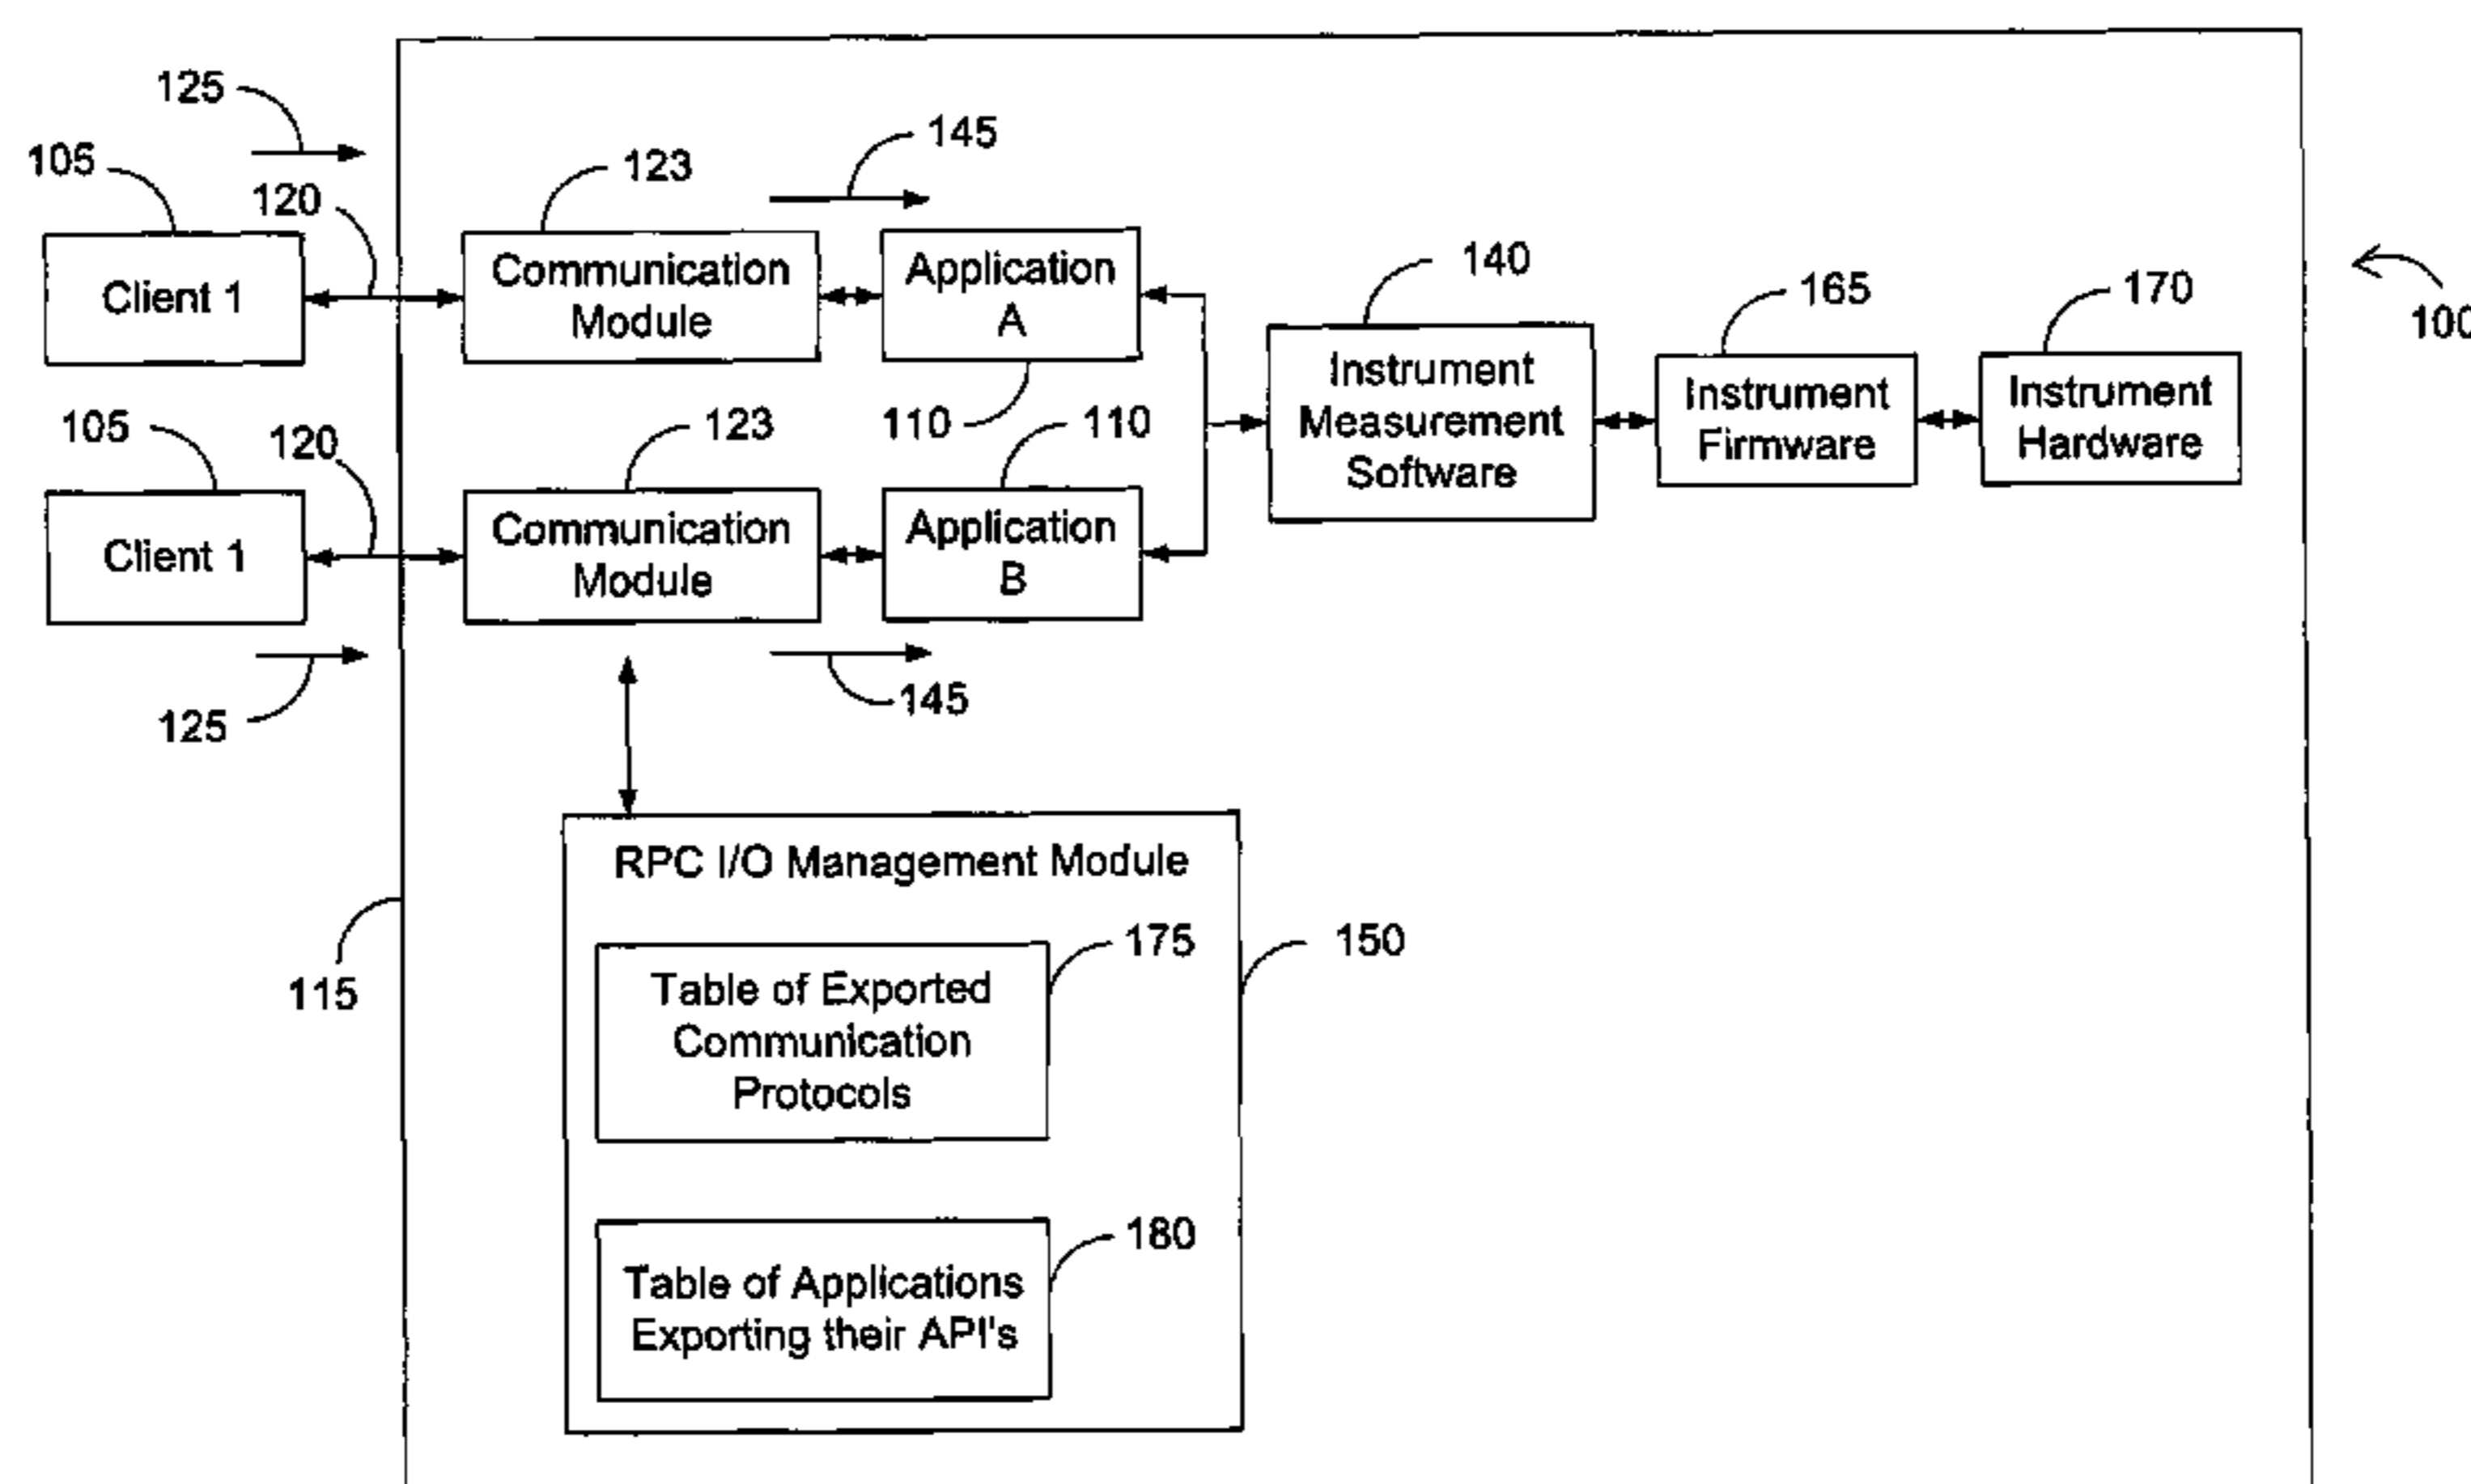 125
145
105
123
120
Client 1
Communication
Module
Application
A
140
165
170
100
Instrument
Measurement
Software
Instrument
Firmware
Instrument
Hardware
105
120
123
110
110
Client 1
Communication
Module
Application
B
125
145
RPC I/O Management Module
115
175
150
Table of Exported
Communication
Protocols
180
Table of Applications
Exporting their API's